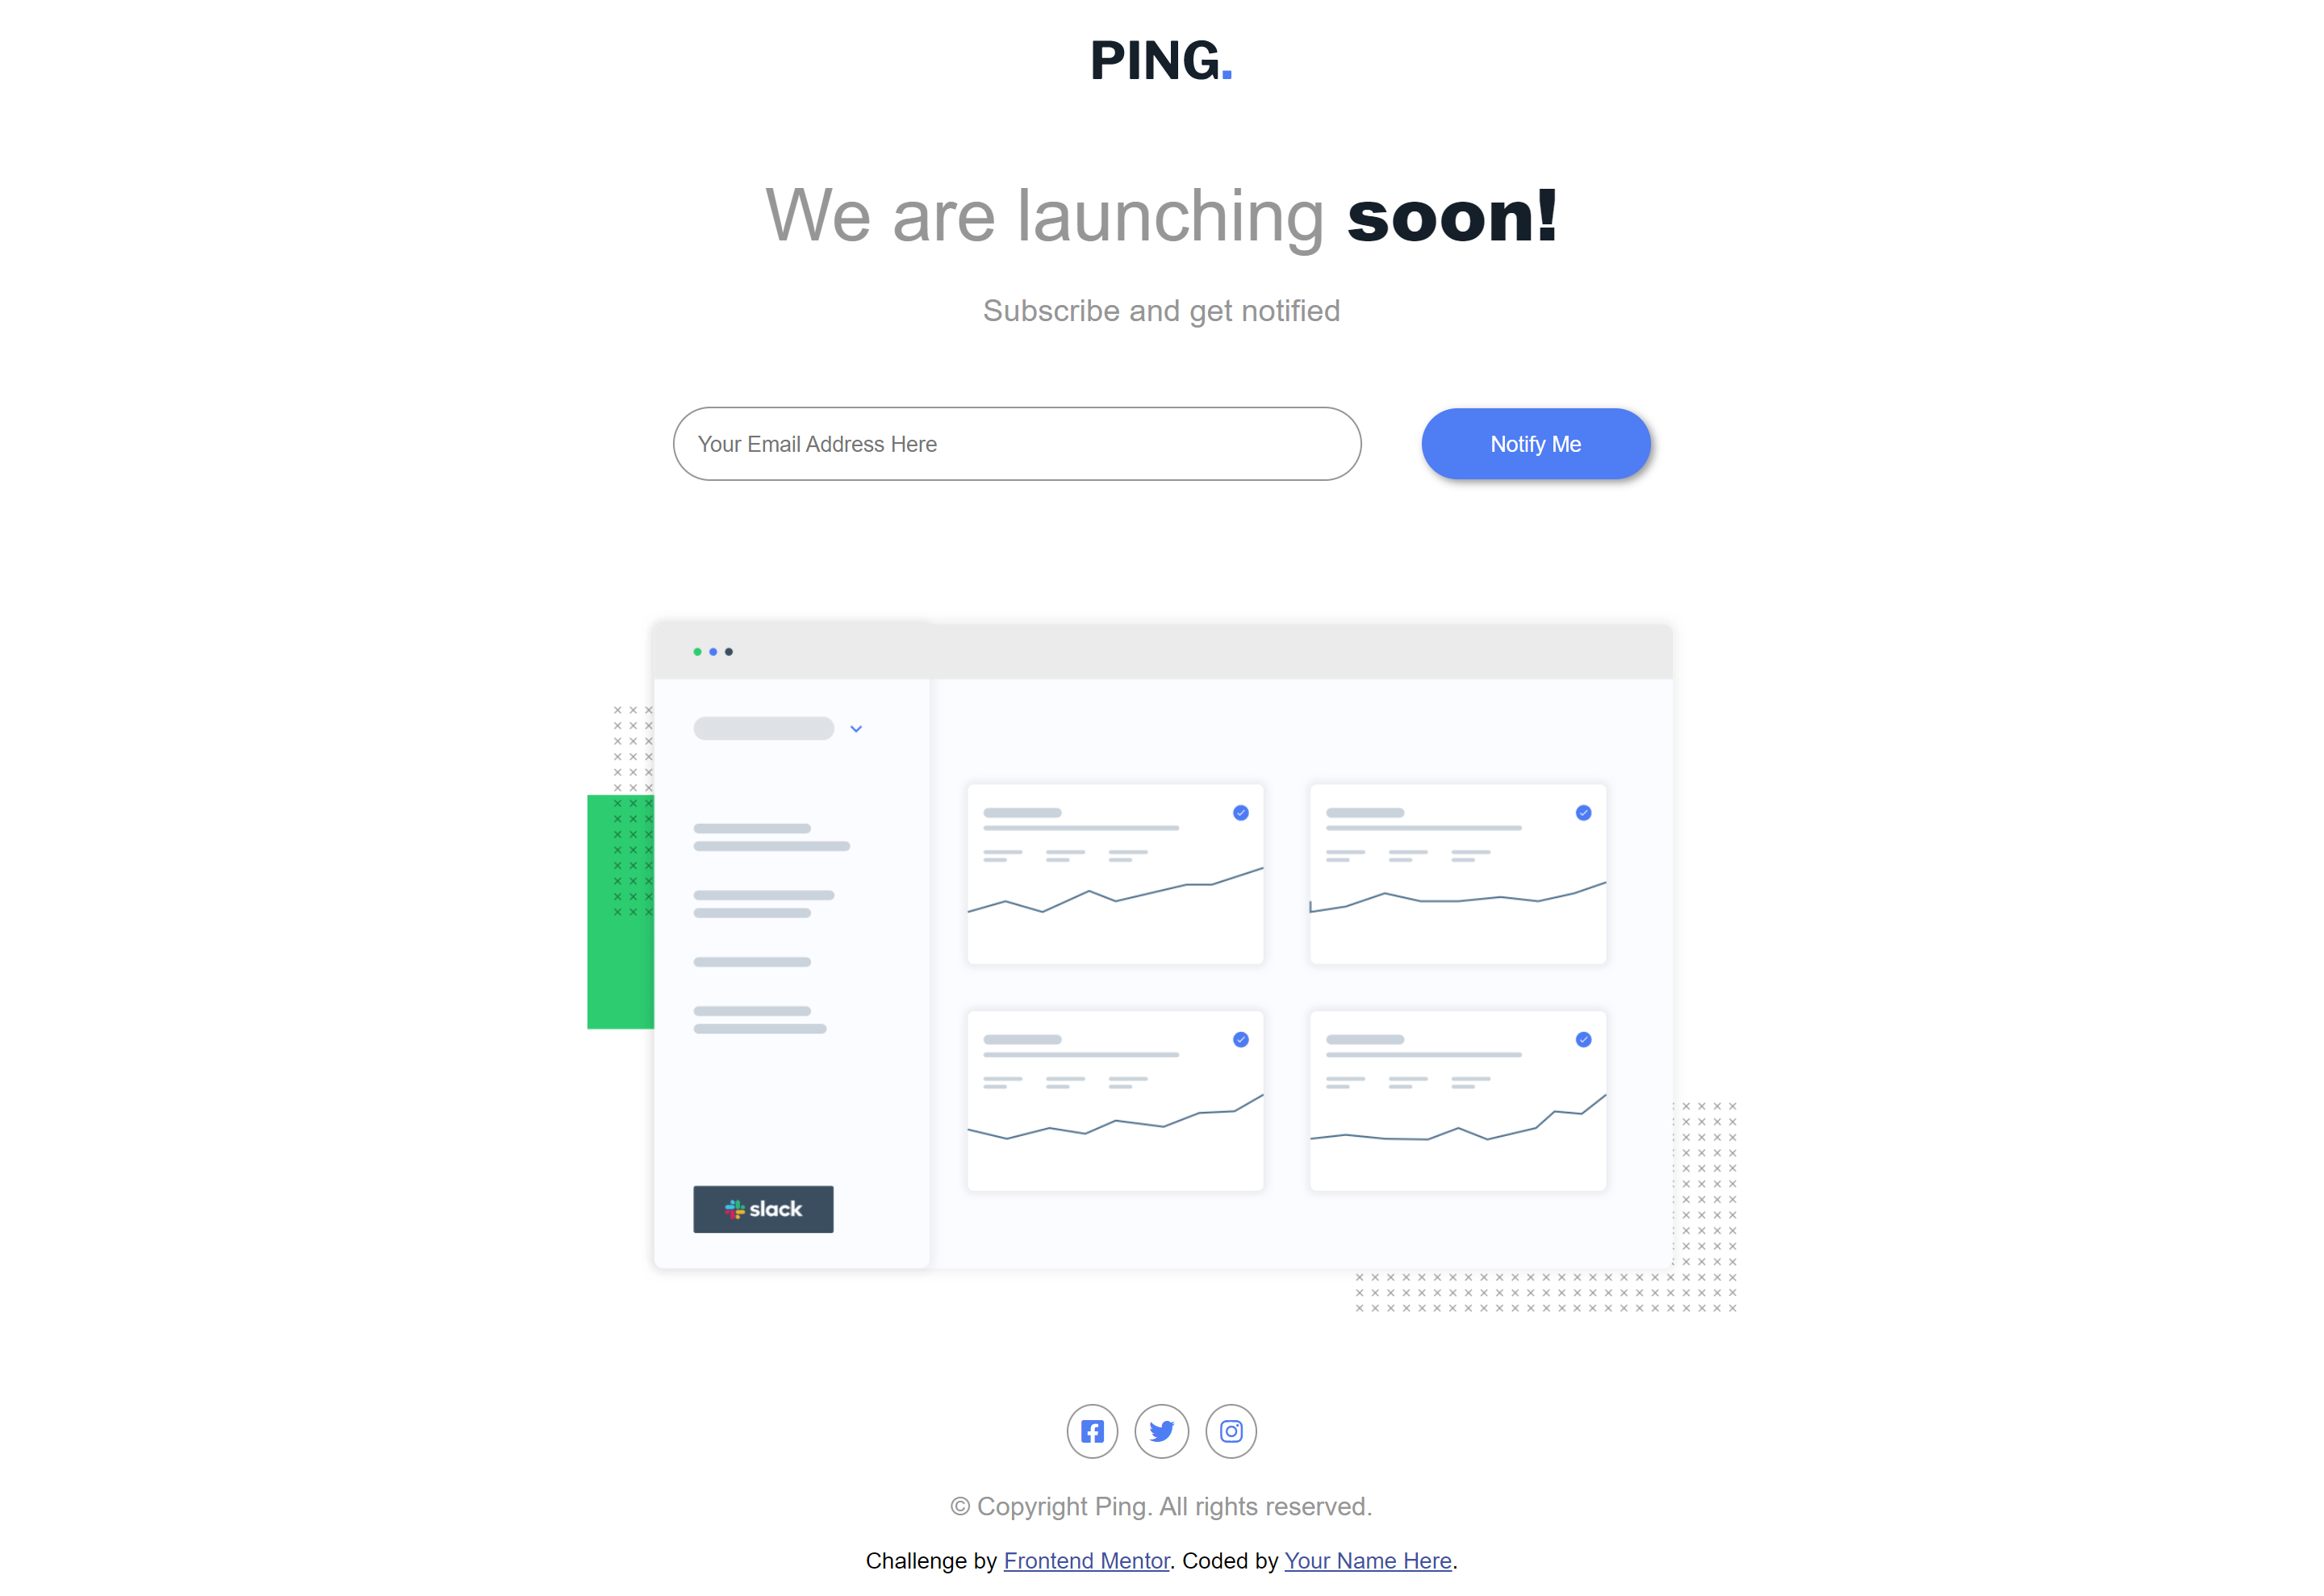 PING.
We are launching soon!
Subscribe and get notified
Your Email Address Here
Notify Me
slack
© Copyright Ping. All rights reserved.
Challenge by Frontend Mentor. Coded by Your Name Here.